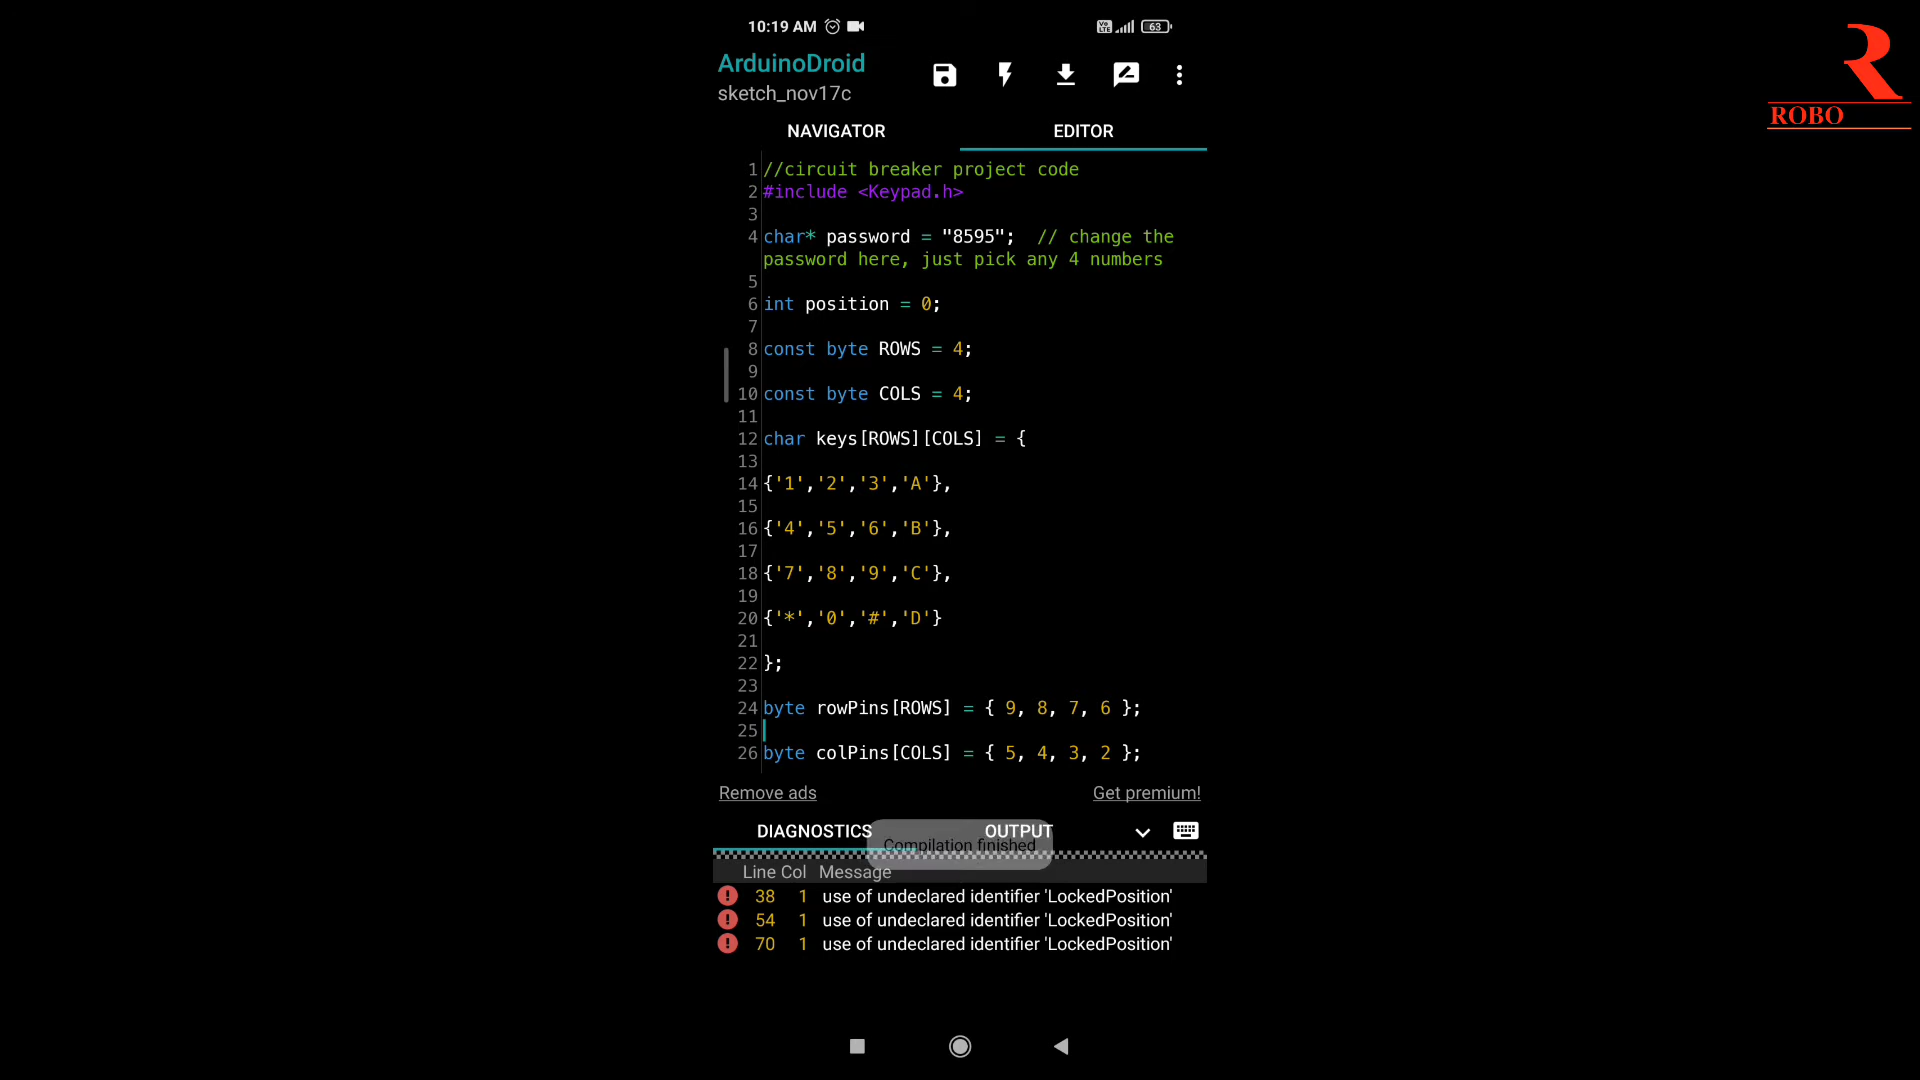 10:19 AM
Vo LTE 63
ArduinoDroid
sketch_nov17c
ROBO
NAVIGATOR EDITOR
1 //circuit breaker project code
2 #include <Keypad.h>
3
4 char* password = "8595";  // change the
password here, just pick any 4 numbers
5
6 int position = 0;
7
8 const byte ROWS = 4;
9
10 const byte COLS = 4;
11
12 char keys[ROWS][COLS] = {
13
14 {'1','2','3','A'},
15
16 {'4','5','6','B'},
17
18 {'7','8','9','C'},
19
20 {'*','0','#','D'}
21
22 };
23
24 byte rowPins[ROWS] = { 9, 8, 7, 6 };
25
26 byte colPins[COLS] = { 5, 4, 3, 2 };
Remove ads Get premium!
DIAGNOSTICS OUTPUT
Compilation finished
Line Col Message
38 1 use of undeclared identifier 'LockedPosition'
54 1 use of undeclared identifier 'LockedPosition'
70 1 use of undeclared identifier 'LockedPosition'